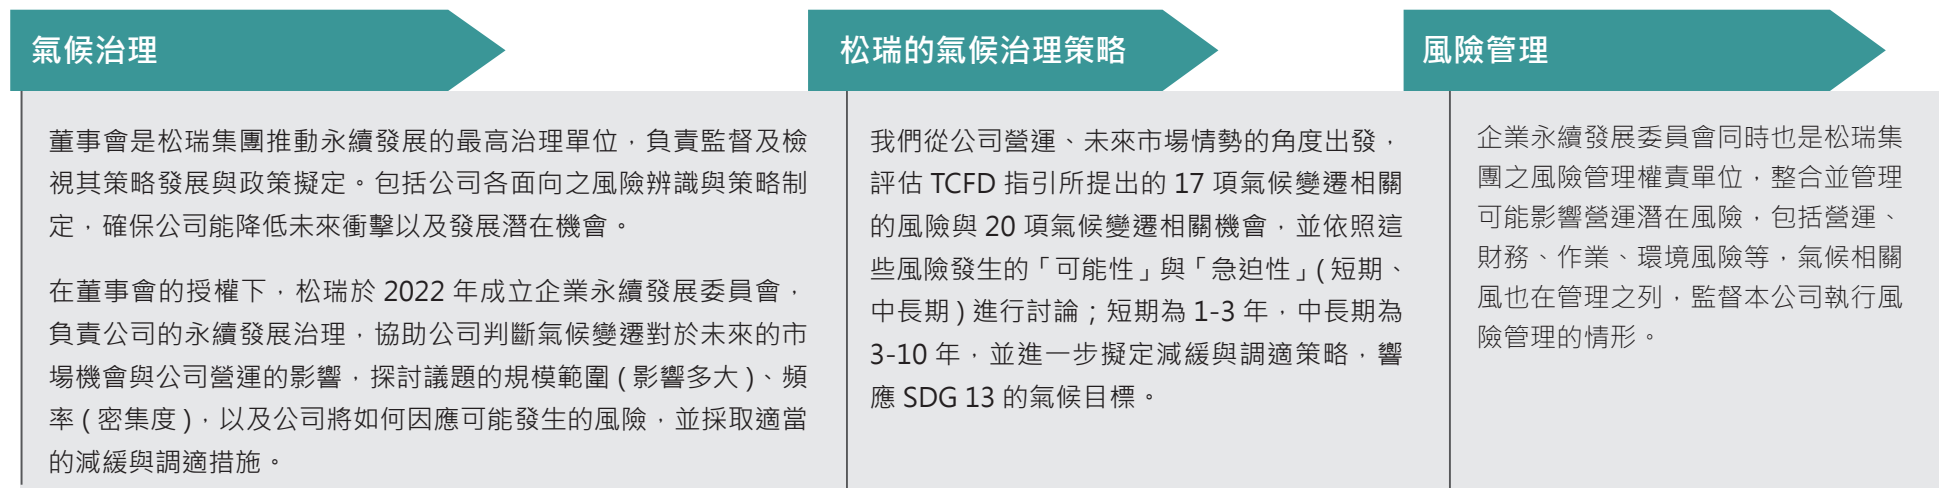 氣候治理
董事會是松瑞集團推動永續發展的最高治理單位，負責監督及檢
視其策略發展與政策擬定。包括公司各面向之風險辨識與策略制
定，確保公司能降低未來衝擊以及發展潛在機會。
在董事會的授權下，松瑞於 2022 年成立企業永續發展委員會，
負責公司的永續發展治理，協助公司判斷氣候變遷對於未來的市
場機會與公司營運的影響，探討議題的規模範圍 ( 影響多大 )、頻
率 ( 密集度 )，以及公司將如何因應可能發生的風險，並採取適當
的減緩與調適措施。
松瑞的氣候治理策略
我們從公司營運、未來市場情勢的角度出發，
評估 TCFD 指引所提出的 17 項氣候變遷相關
的風險與 20 項氣候變遷相關機會，並依照這
些風險發生的「可能性」與「急迫性」( 短期、
中長期 ) 進行討論；短期為 1-3 年，中長期為
3-10 年，並進一步擬定減緩與調適策略，響
應 SDG 13 的氣候目標。
風險管理
企業永續發展委員會同時也是松瑞集
團之風險管理權責單位，整合並管理
可能影響營運潛在風險，包括營運、
財務、作業、環境風險等，氣候相關
風也在管理之列，監督本公司執行風
險管理的情形。